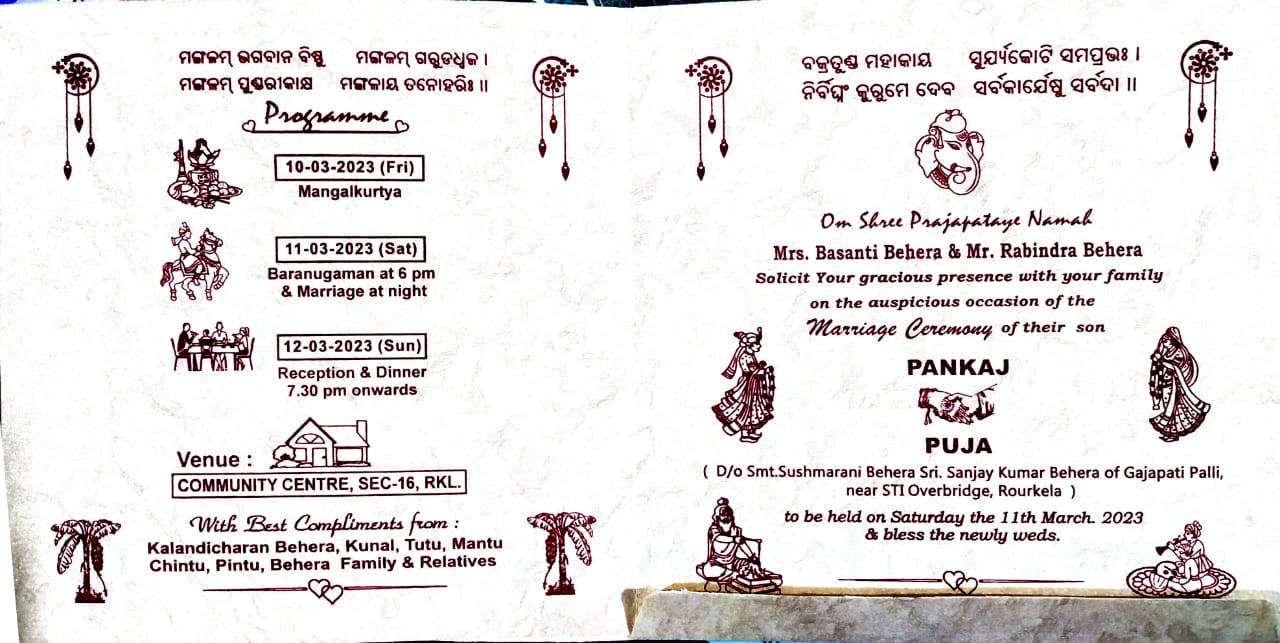 ମଙ୍ଗଳମ୍ ଭଗବାନ ବିଷ୍ଣୁ ମଙ୍ଗଳମ୍ ଗରୁଡଧ୍ୱଜ ।
ମଙ୍ଗଳମ୍ ପୁଣ୍ଡରୀକାକ୍ଷ ମଙ୍ଗଳାୟ ତନୋହରିଃ ॥
Programme
10-03-2023 (Fri)
Mangalkurtya
11-03-2023 (Sat)
Baranugaman at 6 pm
& Marriage at night
12-03-2023 (Sun)
Reception & Dinner
7.30 pm onwards
Venue :
COMMUNITY CENTRE, SEC-16, RKL.
With Best Compliments from :
Kalandicharan Behera, Kunal, Tutu, Mantu
Chintu, Pintu, Behera Family & Relatives
ବକ୍ରତୁଣ୍ଡ ମହାକାୟ ସୂର୍ଯ୍ୟକୋଟି ସମପ୍ରଭଃ ।
ନିର୍ବିଘ୍ନଂ କୁରୁମେ ଦେବ ସର୍ବକାର୍ଯେଷୁ ସର୍ବଦା ॥
Om Shree Prajapataye Namah
Mrs. Basanti Behera & Mr. Rabindra Behera
Solicit Your gracious presence with your family
on the auspicious occasion of the
Marriage Ceremony of their son
PANKAJ
PUJA
( D/o Smt.Sushmarani Behera Sri. Sanjay Kumar Behera of Gajapati Palli,
near STI Overbridge, Rourkela )
to be held on Saturday the 11th March. 2023
& bless the newly weds.